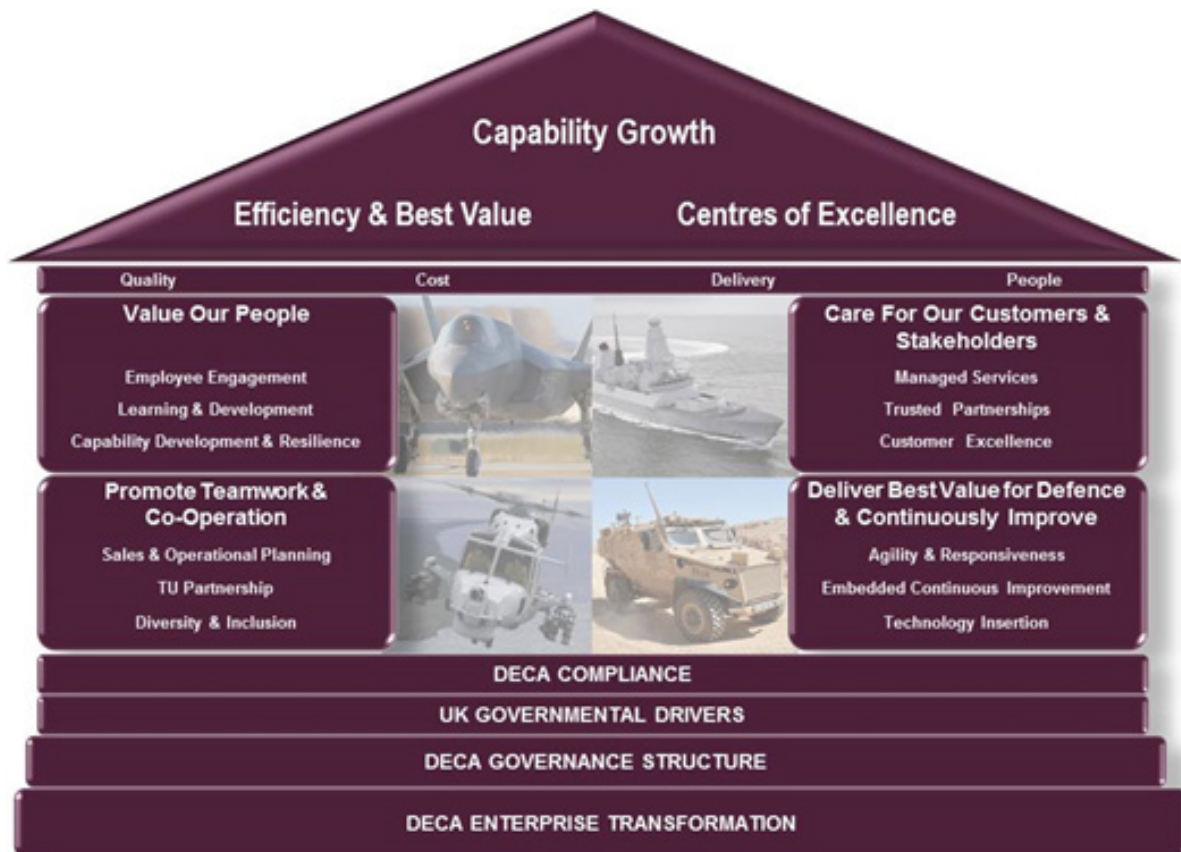 Capability Growth
Efficiency & Best Value
Centres of Excellence
Quality
Cost
Delivery
People
Value Our People
Employee Engagement
Learning & Development
Capability Development & Resilience
Care For Our Customers &
Stakeholders
Managed Services
Trusted Partnerships
Customer Excellence
Promote Teamwork &
Co-Operation
Sales & Operational Planning
TU Partnership
Diversity & Inclusion
Deliver Best Value for Defence
& Continuously Improve
Agility & Responsiveness
Embedded Continuous Improvement
Technology Insertion
DECA COMPLIANCE
UK GOVERNMENTAL DRIVERS
DECA GOVERNANCE STRUCTURE
DECA ENTERPRISE TRANSFORMATION